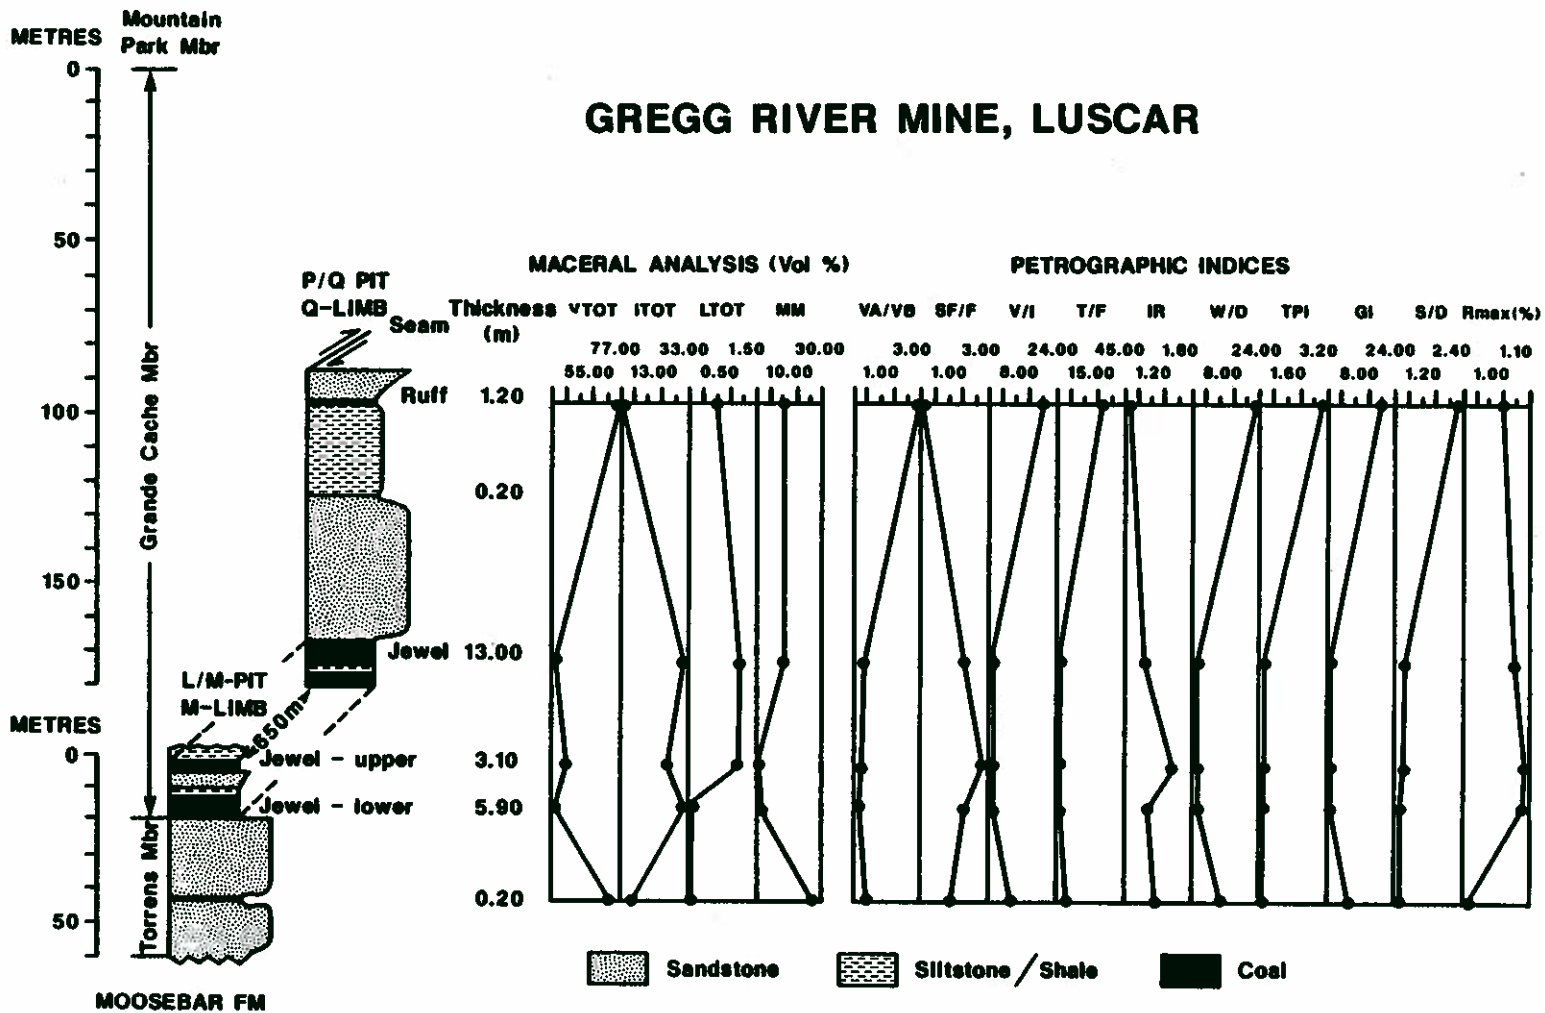 Mountain
METRES Park Mbr
0
GREGG RIVER MINE, LUSCAR
50
MACERAL ANALYSIS (Vol %) PETROGRAPHIC INDICES
P/Q PIT
Q-LIMB
Seam
Thickness VTOT ITOT LTOT MM VA/VB SF/F V/I T/F IR W/D TPI GI S/D Rmax(%)
(m)
77.00 33.00 1.50 30.00 3.00 3.00 24.00 45.00 1.80 24.00 3.20 24.00 2.40 1.10
55.00 13.00 0.50 10.00 1.00 1.00 8.00 15.00 1.20 8.00 1.60 8.00 1.20 1.00
Ruff 1.20
100
Grande Cache Mbr
0.20
150
Jewel 13.00
L/M-PIT
M-LIMB
650m
METRES
0
Jewel - upper 3.10
Jewel - lower 5.90
Torrens Mbr
0.20
50
Sandstone Siltstone / Shale Coal
MOOSEBAR FM